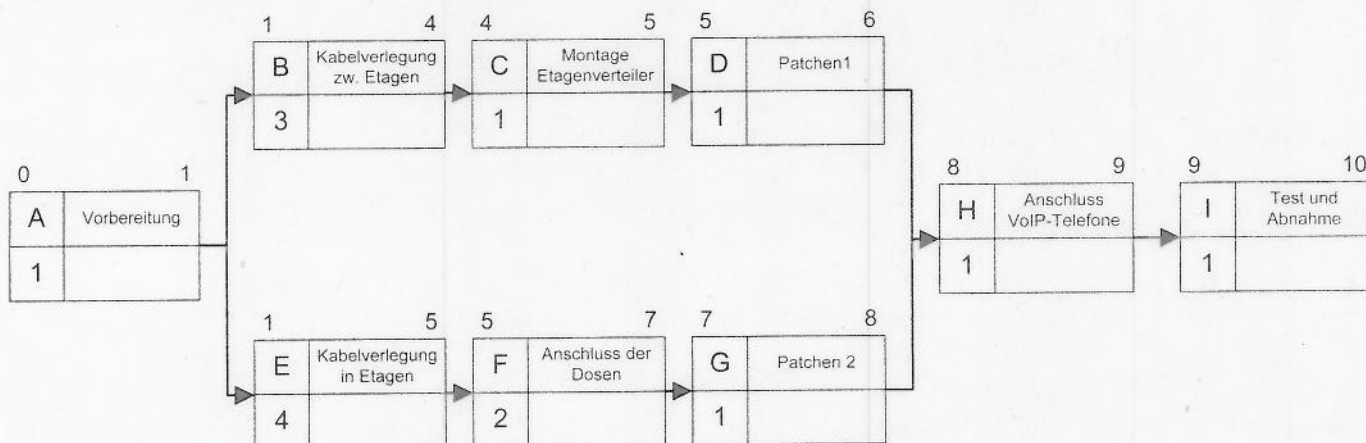 1 4
B Kabelverlegung
zw. Etagen
3
4 5
C Montage
Etagenverteiler
1
5 6
D Patchen1
1
0 1
A Vorbereitung
1
8 9
H Anschluss
VoIP-Telefone
1
9 10
I Test und
Abnahme
1
1 5
E Kabelverlegung
in Etagen
4
5 7
F Anschluss der
Dosen
2
7 8
G Patchen 2
1